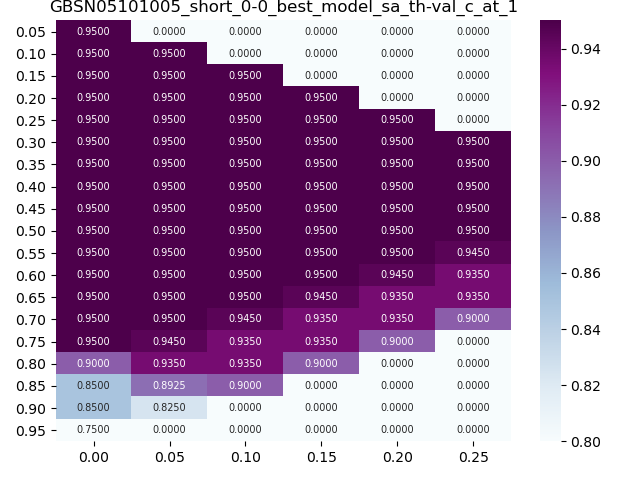 GBSN05101005_short_0-0_best_model_sa_th-val_c_at_1
0.05 0.9500 0.0000 0.0000 0.0000 0.0000 0.0000
0.10 0.9500 0.9500 0.0000 0.0000 0.0000 0.0000
0.15 0.9500 0.9500 0.9500 0.0000 0.0000 0.0000
0.20 0.9500 0.9500 0.9500 0.9500 0.0000 0.0000
0.25 0.9500 0.9500 0.9500 0.9500 0.9500 0.0000
0.30 0.9500 0.9500 0.9500 0.9500 0.9500 0.9500
0.35 0.9500 0.9500 0.9500 0.9500 0.9500 0.9500
0.40 0.9500 0.9500 0.9500 0.9500 0.9500 0.9500
0.45 0.9500 0.9500 0.9500 0.9500 0.9500 0.9500
0.50 0.9500 0.9500 0.9500 0.9500 0.9500 0.9500
0.55 0.9500 0.9500 0.9500 0.9500 0.9500 0.9450
0.60 0.9500 0.9500 0.9500 0.9500 0.9450 0.9350
0.65 0.9500 0.9500 0.9500 0.9450 0.9350 0.9350
0.70 0.9500 0.9500 0.9450 0.9350 0.9350 0.9000
0.75 0.9500 0.9450 0.9350 0.9350 0.9000 0.0000
0.80 0.9000 0.9350 0.9350 0.9000 0.0000 0.0000
0.85 0.8500 0.8925 0.9000 0.0000 0.0000 0.0000
0.90 0.8500 0.8250 0.0000 0.0000 0.0000 0.0000
0.95 0.7500 0.0000 0.0000 0.0000 0.0000 0.0000
0.00 0.05 0.10 0.15 0.20 0.25
0.94
0.92
0.90
0.88
0.86
0.84
0.82
0.80